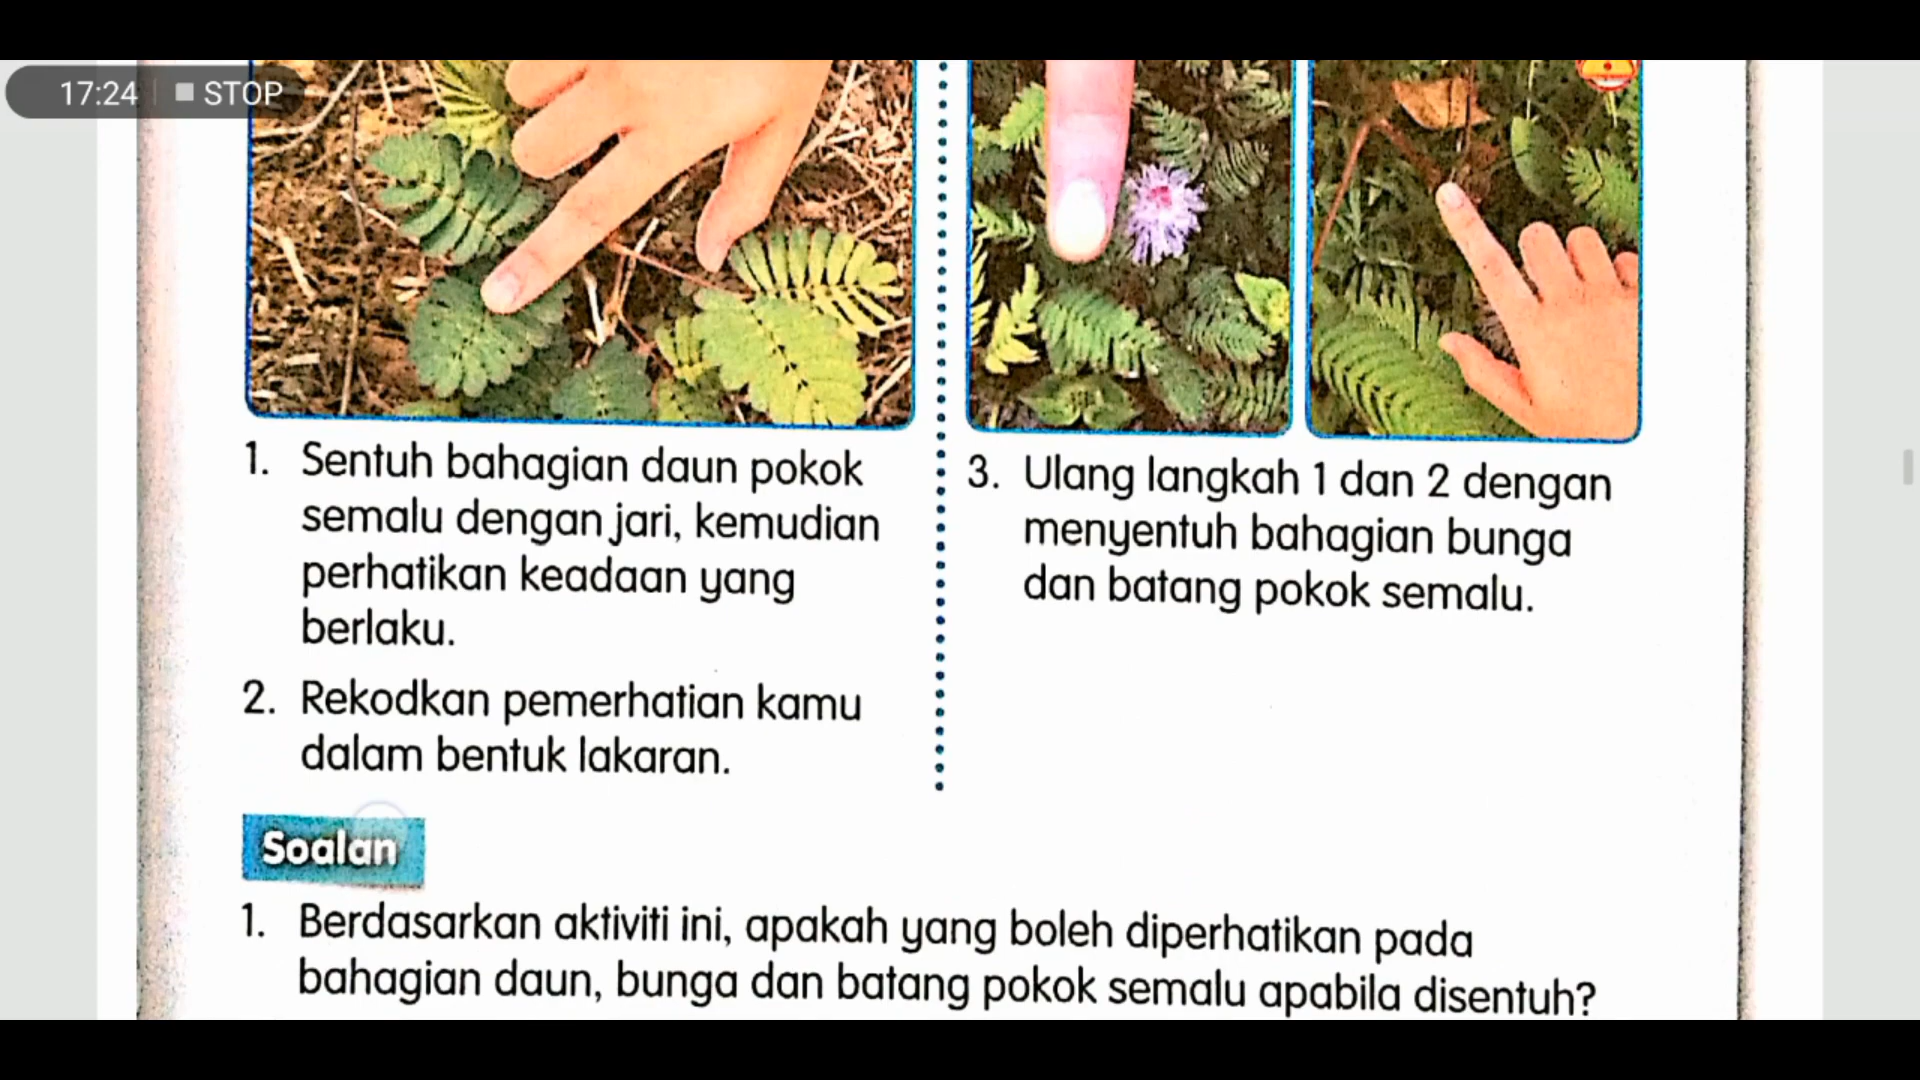 17:24 STOP
1. Sentuh bahagian daun pokok
semalu dengan jari, kemudian
perhatikan keadaan yang
berlaku.
2. Rekodkan pemerhatian kamu
dalam bentuk lakaran.
3. Ulang langkah 1 dan 2 dengan
menyentuh bahagian bunga
dan batang pokok semalu.
Soalan
1. Berdasarkan aktiviti ini, apakah yang boleh diperhatikan pada
bahagian daun, bunga dan batang pokok semalu apabila disentuh?